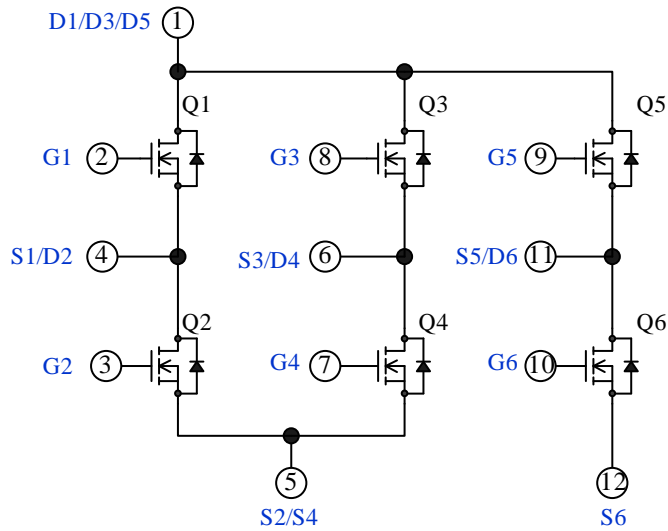 D1/D3/D5 1
Q1 Q3 Q5
G1 2 G3 8 G5 9
S1/D2 4 S3/D4 6 S5/D6 11
Q2 Q4 Q6
G2 3 G4 7 G6 10
5 12
S2/S4 S6